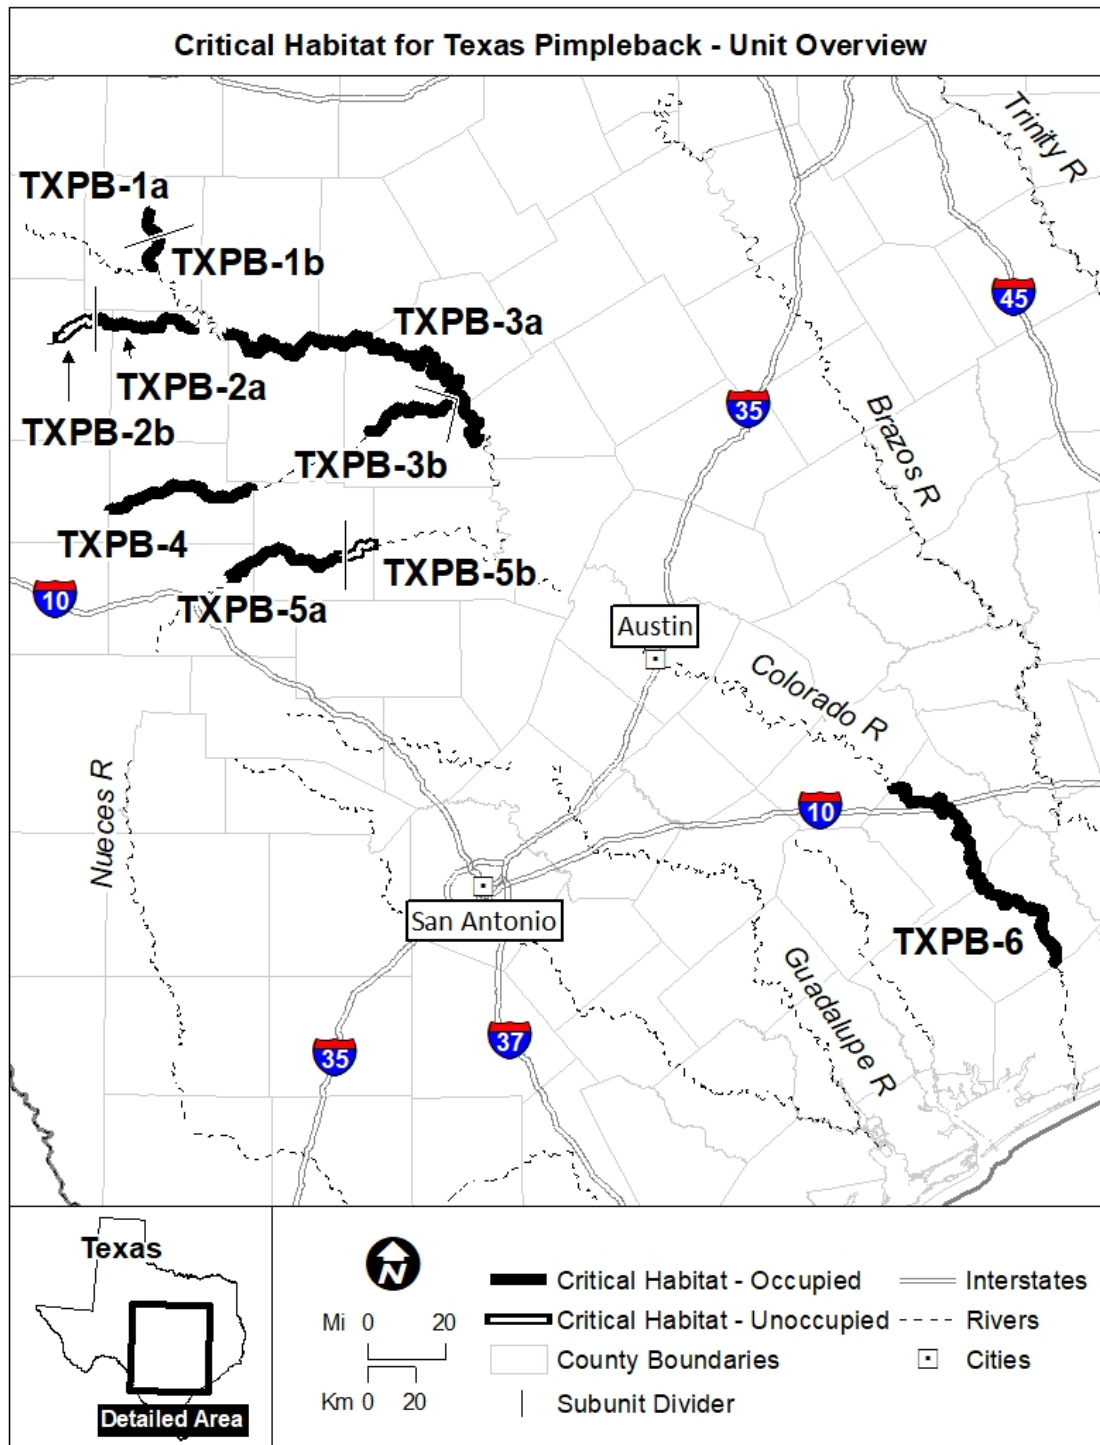 Critical Habitat for Texas Pimpleback - Unit Overview
Trinity R
TXPB-1a
TXPB-1b
45
TXPB-3a
TXPB-2a
35
Brazos R
TXPB-2b
TXPB-3b
TXPB-4
TXPB-5b
10
TXPB-5a
Austin
Colorado R
Nueces R
10
San Antonio
TXPB-6
Guadalupe R
35
37
Texas
Detailed Area
N
Mi 0 20
Km 0 20
Critical Habitat - Occupied
Critical Habitat - Unoccupied
County Boundaries
Subunit Divider
Interstates
Rivers
Cities